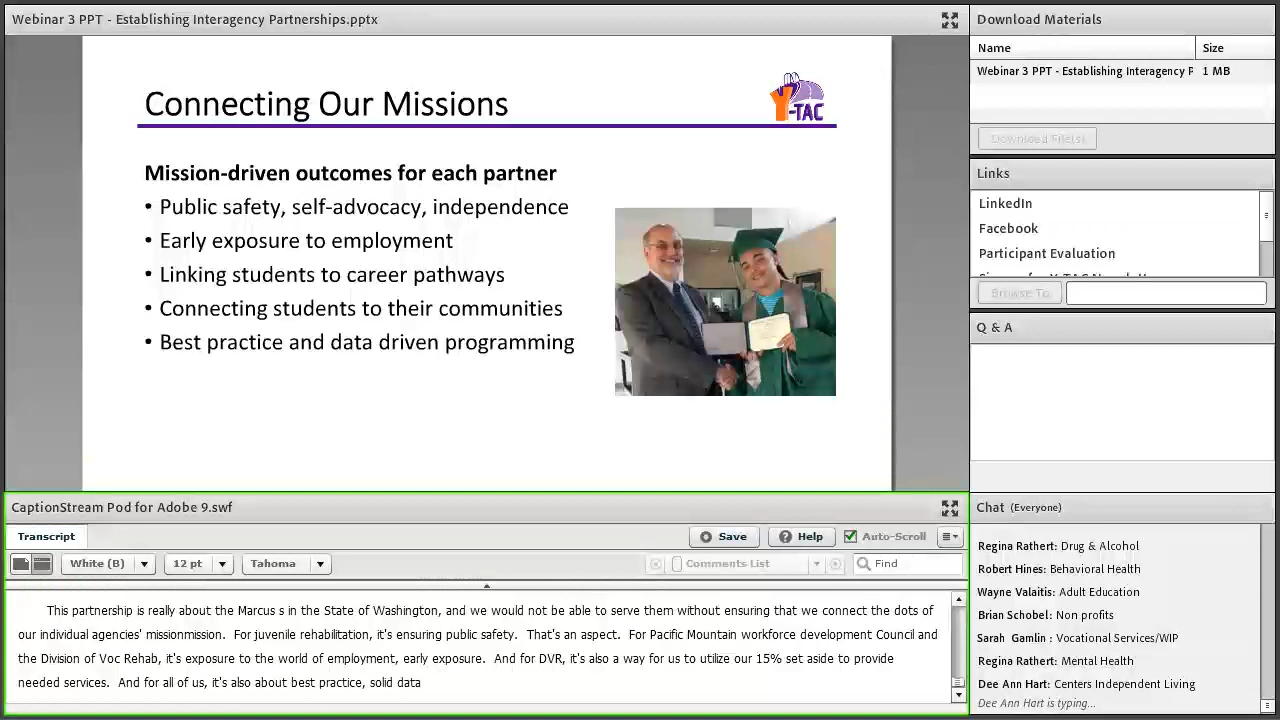 Webinar 3 PPT - Establishing Interagency Partnerships.pptx
Connecting Our Missions
Y-TAC
Mission-driven outcomes for each partner
• Public safety, self-advocacy, independence
• Early exposure to employment
• Linking students to career pathways
• Connecting students to their communities
• Best practice and data driven programming
CaptionStream Pod for Adobe 9.swf
Transcript
Save
Help
Auto-Scroll
White (B)
12 pt
Tahoma
Comments List
Find
This partnership is really about the Marcus s in the State of Washington, and we would not be able to serve them without ensuring that we connect the dots of
our individual agencies' missionmission. For juvenile rehabilitation, it's ensuring public safety. That's an aspect. For Pacific Mountain workforce development Council and
the Division of Voc Rehab, it's exposure to the world of employment, early exposure. And for DVR, it's also a way for us to utilize our 15% set aside to provide
needed services. And for all of us, it's also about best practice, solid data
Download Materials
Name Size
Webinar 3 PPT - Establishing Interagency P 1 MB
Download File(s)
Links
LinkedIn
Facebook
Participant Evaluation
Browse To
Q & A
Chat (Everyone)
Regina Rathert: Drug & Alcohol
Robert Hines: Behavioral Health
Wayne Valaitis: Adult Education
Brian Schobel: Non profits
Sarah Gamlin : Vocational Services/WIP
Regina Rathert: Mental Health
Dee Ann Hart: Centers Independent Living
Dee Ann Hart is typing...